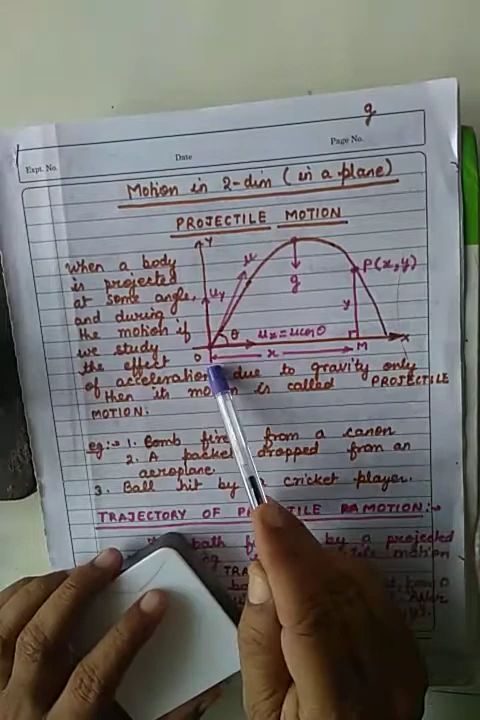 g
Expt. No.
Date
Page No.
Motion in 2-dim (in a plane)
PROJECTILE MOTION
When a body
is projected
at some angle,
and during
the motion if
we study
the effect
of acceleration due to gravity only
then its motion is called PROJECTILE
MOTION.
Y
u
uy
g
P(x,y)
y
θ
ux = ucosθ
O
x
M
X
eg:- 1. Bomb fired from a canon
2. A packet dropped from an
aeroplane
3. Ball hit by a cricket player.
TRAJECTORY OF MOTION:-
path by a projected
motion